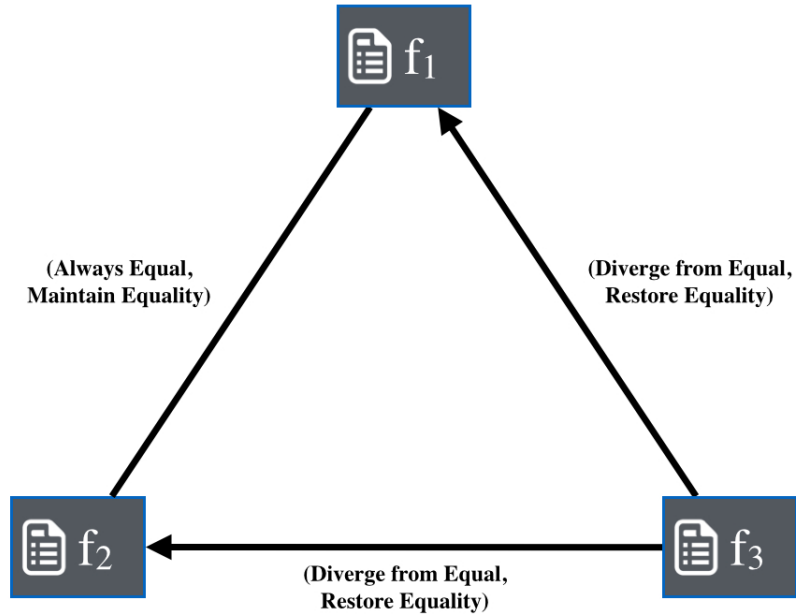 f₁
(Always Equal,
Maintain Equality)
(Diverge from Equal,
Restore Equality)
f₂
f₃
(Diverge from Equal,
Restore Equality)